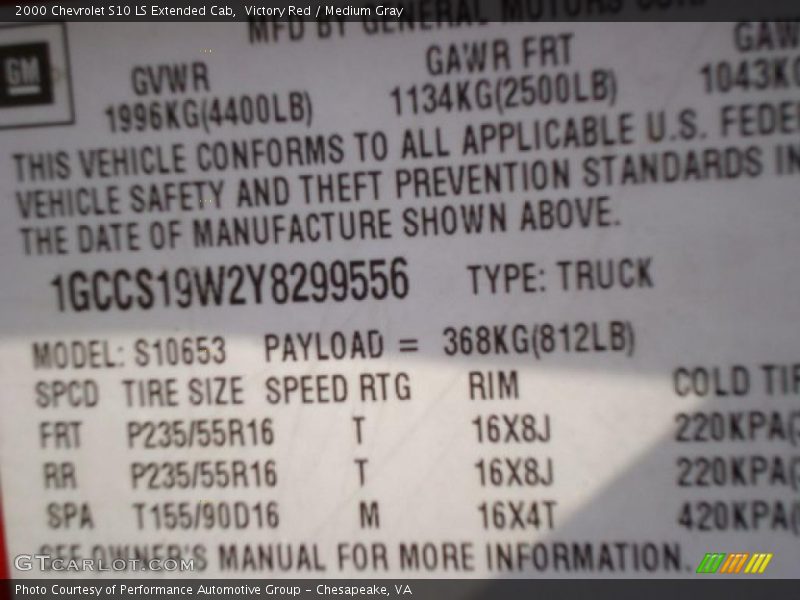 2000 Chevrolet S10 LS Extended Cab, Victory Red / Medium Gray
MFD BY GENERAL MOTORS CORP
GM
GVWR GAWR FRT GAW
1996KG(4400LB) 1134KG(2500LB) 1043KG
THIS VEHICLE CONFORMS TO ALL APPLICABLE U.S. FEDE
VEHICLE SAFETY AND THEFT PREVENTION STANDARDS IN
THE DATE OF MANUFACTURE SHOWN ABOVE.
1GCCS19W2Y8299556 TYPE: TRUCK
MODEL: S10653 PAYLOAD = 368KG(812LB)
SPCD TIRE SIZE SPEED RTG RIM COLD TIR
FRT P235/55R16 T 16X8J 220KPA(
RR P235/55R16 T 16X8J 220KPA(
SPA T155/90D16 M 16X4T 420KPA(
SEE OWNER'S MANUAL FOR MORE INFORMATION.
GTCARLOT.COM
Photo Courtesy of Performance Automotive Group - Chesapeake, VA